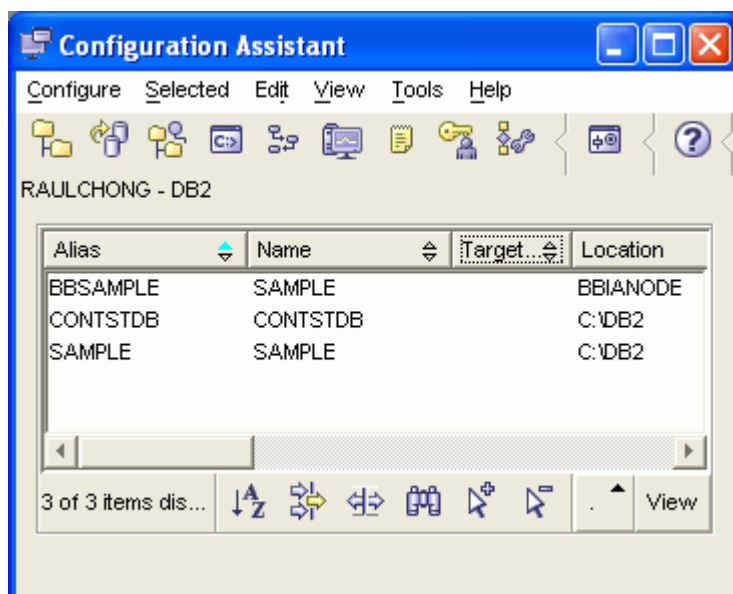 Configuration Assistant
Configure Selected Edit View Tools Help
RAULCHONG - DB2
Alias Name Target... Location
BBSAMPLE SAMPLE BBIANODE
CONTSTDB CONTSTDB C:\DB2
SAMPLE SAMPLE C:\DB2
3 of 3 items dis... . View